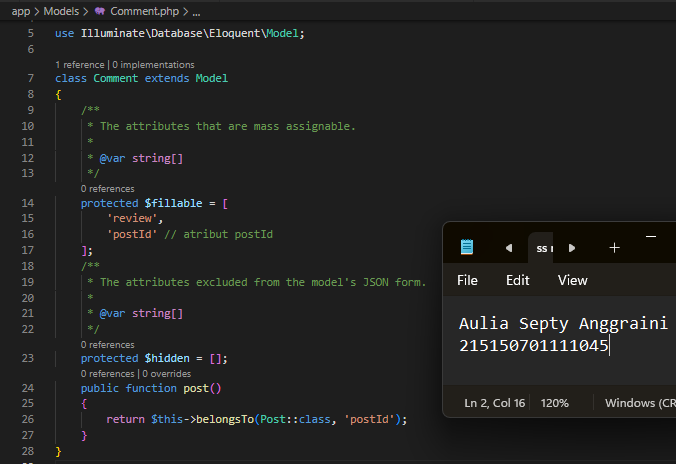 app > Models > Comment.php > ...
5 use Illuminate\Database\Eloquent\Model;
6
1 reference | 0 implementations
7 class Comment extends Model
8 {
9 /**
10 * The attributes that are mass assignable.
11 *
12 * @var string[]
13 */
0 references
14 protected $fillable = [
15 'review',
16 'postId' // atribut postId
17 ];
18 /**
19 * The attributes excluded from the model's JSON form.
20 *
21 * @var string[]
22 */
0 references
23 protected $hidden = [];
0 references | 0 overrides
24 public function post()
25 {
26 return $this->belongsTo(Post::class, 'postId');
27 }
28 }
ss
File Edit View
Aulia Septy Anggraini
215150701111045
Ln 2, Col 16 120% Windows (CR